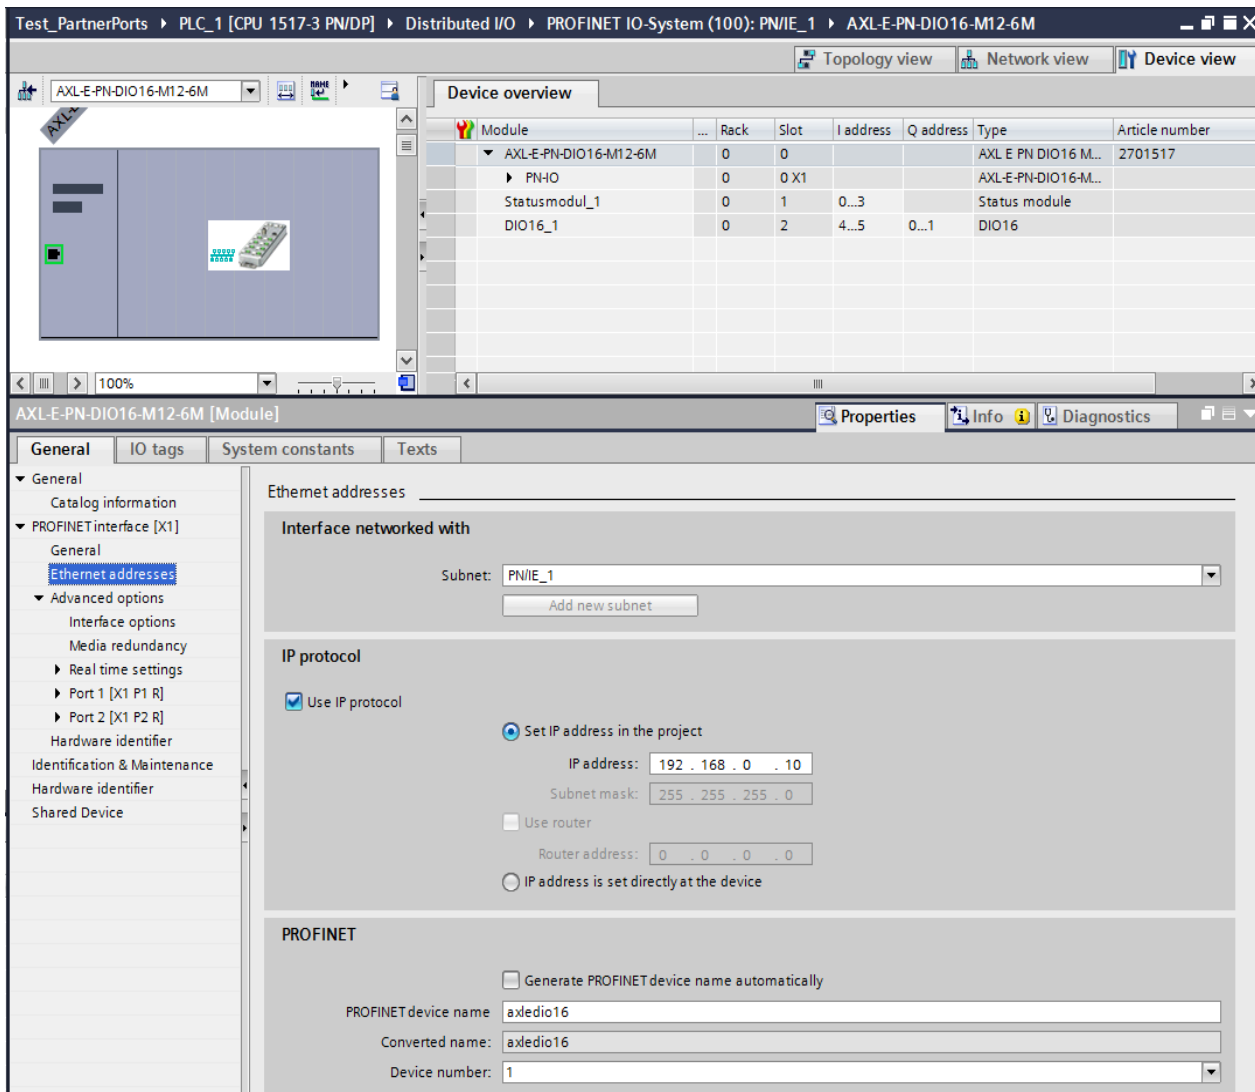 Test_PartnerPorts PLC_1 [CPU 1517-3 PN/DP] Distributed I/O PROFINET IO-System (100): PN/IE_1 AXL-E-PN-DIO16-M12-6M
Topology view Network view Device view
AXL-E-PN-DIO16-M12-6M
Device overview
Module ... Rack Slot I address Q address Type Article number
AXL-E-PN-DIO16-M12-6M 0 0 AXL E PN DIO16 M... 2701517
PN-IO 0 0 X1 AXL-E-PN-DIO16-M...
Statusmodul_1 0 1 0...3 Status module
DIO16_1 0 2 4...5 0...1 DIO16
100%
AXL-E-PN-DIO16-M12-6M [Module]
Properties Info Diagnostics
General IO tags System constants Texts
General
Catalog information
PROFINET interface [X1]
General
Ethernet addresses
Advanced options
Interface options
Media redundancy
Real time settings
Port 1 [X1 P1 R]
Port 2 [X1 P2 R]
Hardware identifier
Identification & Maintenance
Hardware identifier
Shared Device
Ethernet addresses
Interface networked with
Subnet: PN/IE_1
Add new subnet
IP protocol
Use IP protocol
Set IP address in the project
IP address: 192 . 168 . 0 . 10
Subnet mask: 255 . 255 . 255 . 0
Use router
Router address: 0 . 0 . 0 . 0
IP address is set directly at the device
PROFINET
Generate PROFINET device name automatically
PROFINET device name axledio16
Converted name: axledio16
Device number: 1